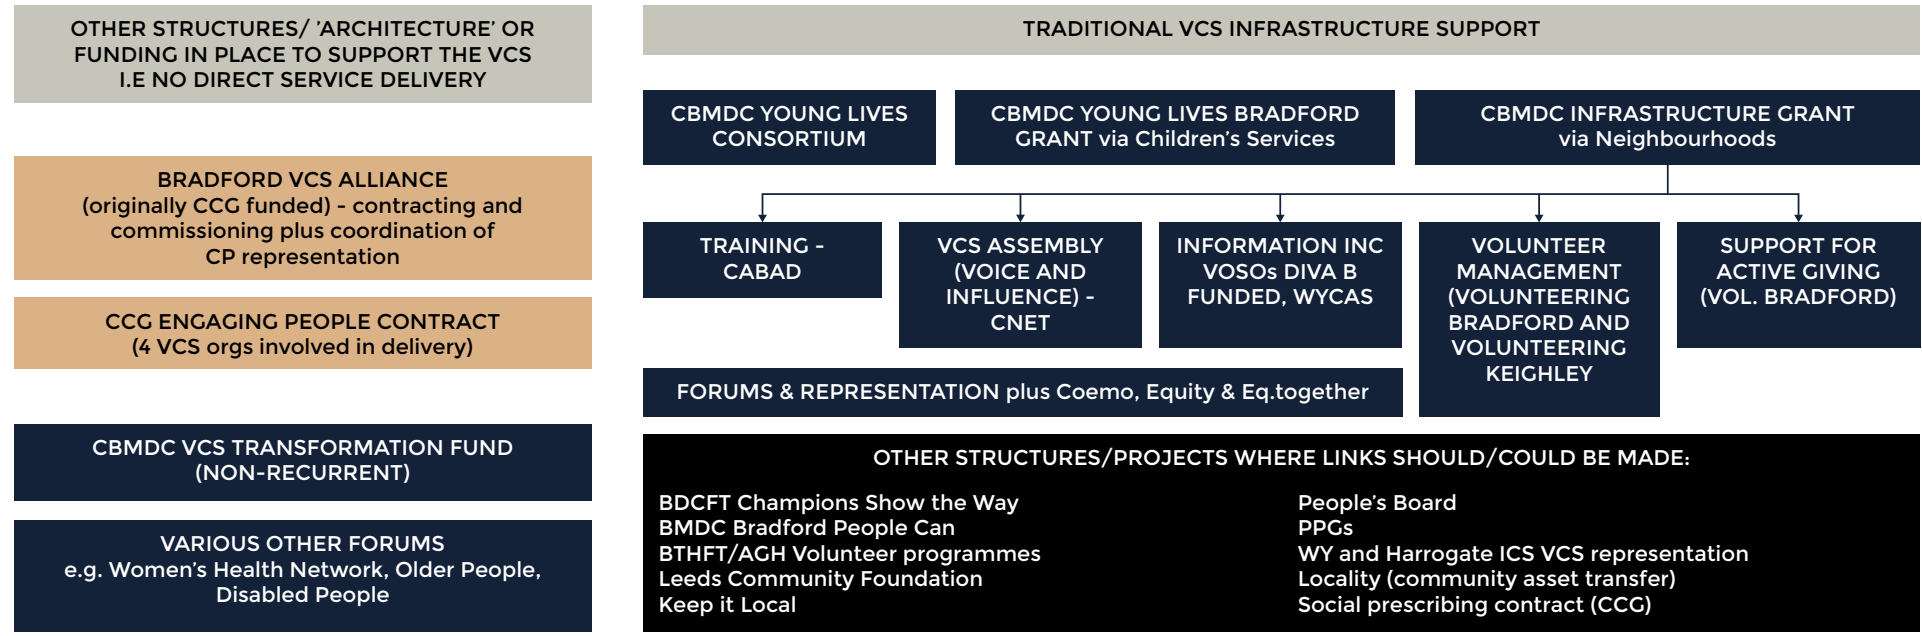 OTHER STRUCTURES/ 'ARCHITECTURE' OR
FUNDING IN PLACE TO SUPPORT THE VCS
I.E NO DIRECT SERVICE DELIVERY
BRADFORD VCS ALLIANCE
(originally CCG funded) - contracting and
commissioning plus coordination of
CP representation
CCG ENGAGING PEOPLE CONTRACT
(4 VCS orgs involved in delivery)
CBMDC VCS TRANSFORMATION FUND
(NON-RECURRENT)
VARIOUS OTHER FORUMS
e.g. Women's Health Network, Older People,
Disabled People
TRADITIONAL VCS INFRASTRUCTURE SUPPORT
CBMDC YOUNG LIVES
CONSORTIUM
CBMDC YOUNG LIVES BRADFORD
GRANT via Children's Services
CBMDC INFRASTRUCTURE GRANT
via Neighbourhoods
TRAINING -
CABAD
VCS ASSEMBLY
(VOICE AND
INFLUENCE) -
CNET
INFORMATION INC
VOSOs DIVA B
FUNDED, WYCAS
VOLUNTEER
MANAGEMENT
(VOLUNTEERING
BRADFORD AND
VOLUNTEERING
KEIGHLEY
SUPPORT FOR
ACTIVE GIVING
(VOL. BRADFORD)
FORUMS & REPRESENTATION plus Coemo, Equity & Eq.together
OTHER STRUCTURES/PROJECTS WHERE LINKS SHOULD/COULD BE MADE:
BDCFT Champions Show the Way
BMDC Bradford People Can
BTHFT/AGH Volunteer programmes
Leeds Community Foundation
Keep it Local
People's Board
PPGs
WY and Harrogate ICS VCS representation
Locality (community asset transfer)
Social prescribing contract (CCG)